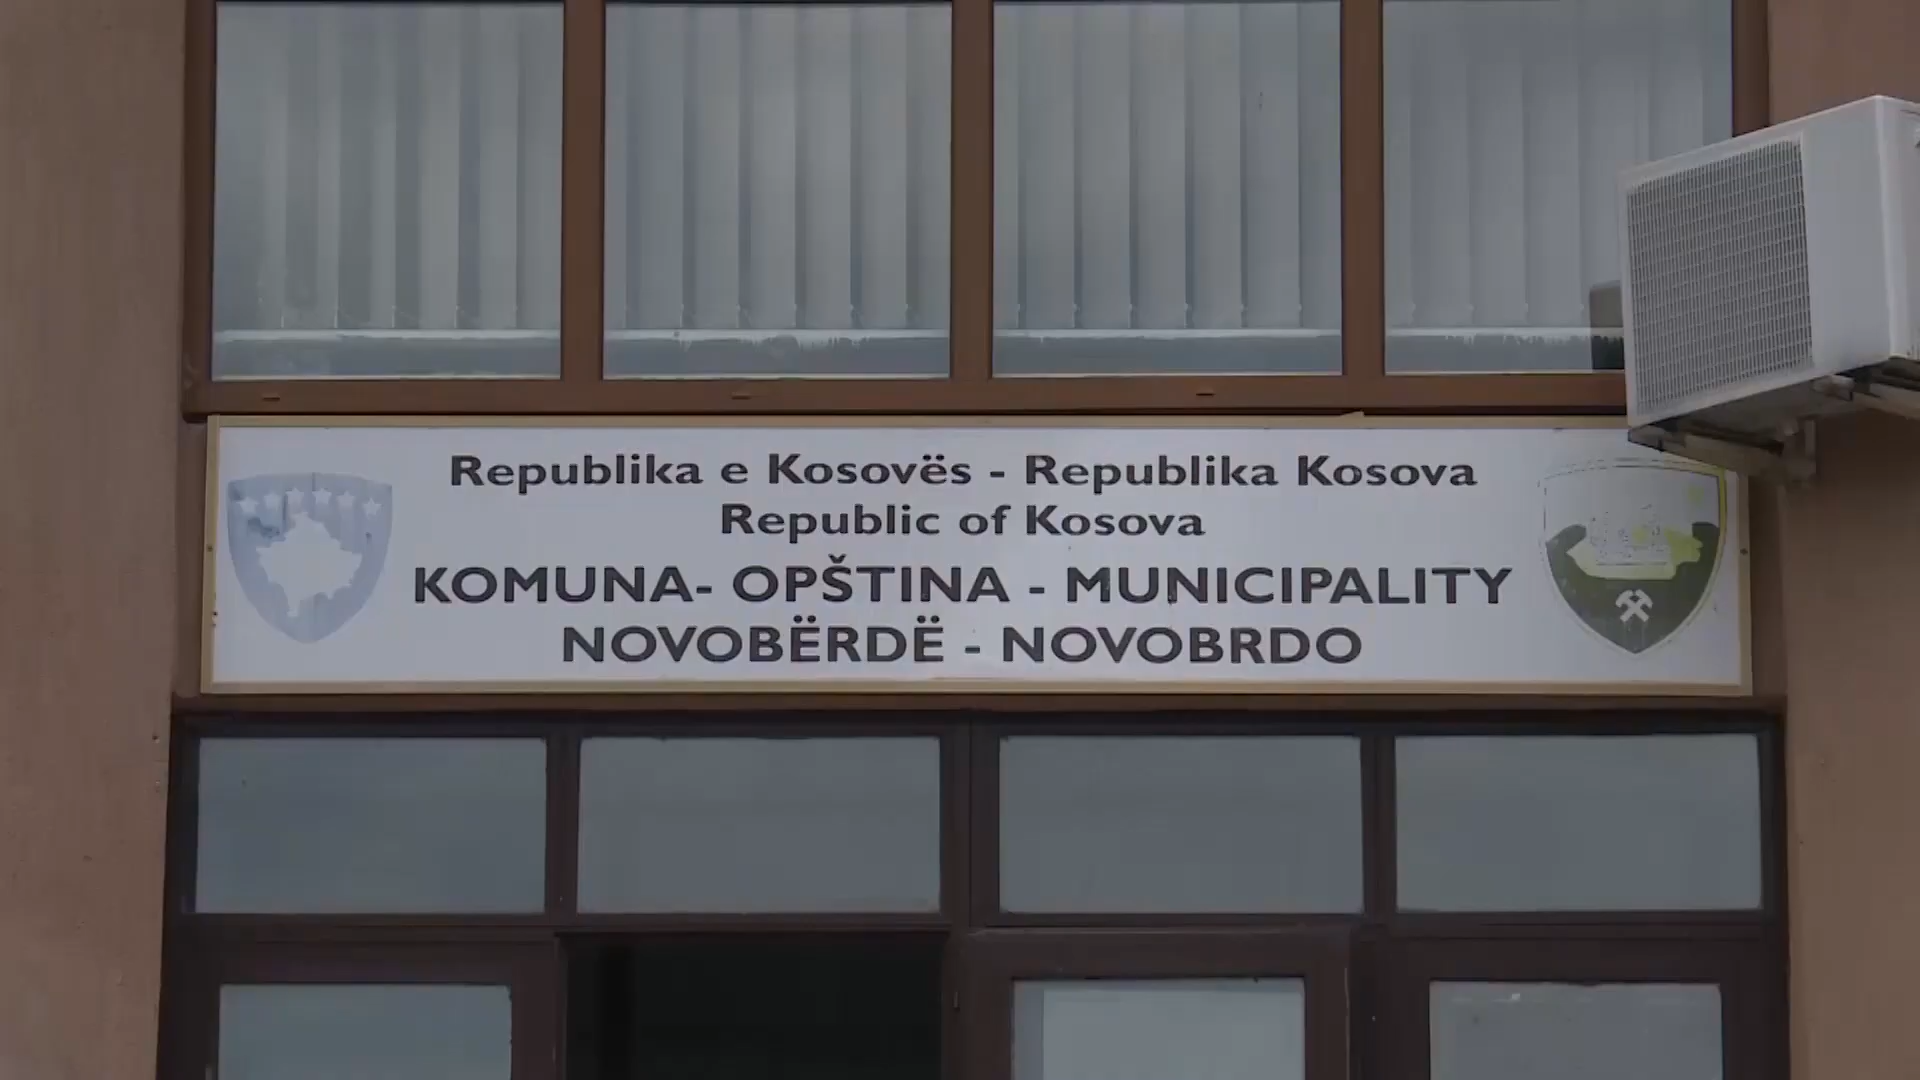 Republika e Kosovës - Republika Kosova
Republic of Kosova
KOMUNA- OPŠTINA - MUNICIPALITY
NOVOBËRDË - NOVOBRDO